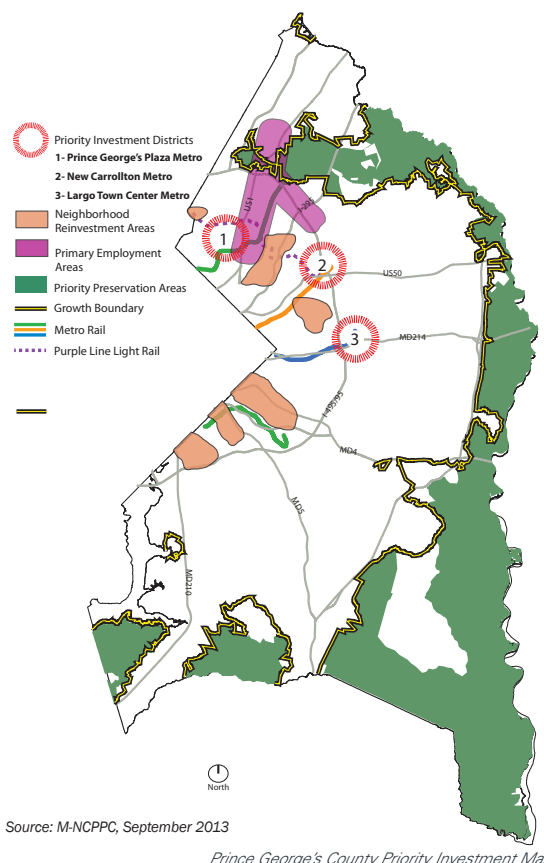 Priority Investment Districts
1- Prince George's Plaza Metro
2- New Carrollton Metro
3- Largo Town Center Metro
Neighborhood
Reinvestment Areas
Primary Employment
Areas
Priority Preservation Areas
Growth Boundary
Metro Rail
Purple Line Light Rail
US1
I-295
1
2
US50
3
MD214
I-495/95
MD4
MD5
MD210
North
Source: M-NCPPC, September 2013
Prince George's County Priority Investment Ma